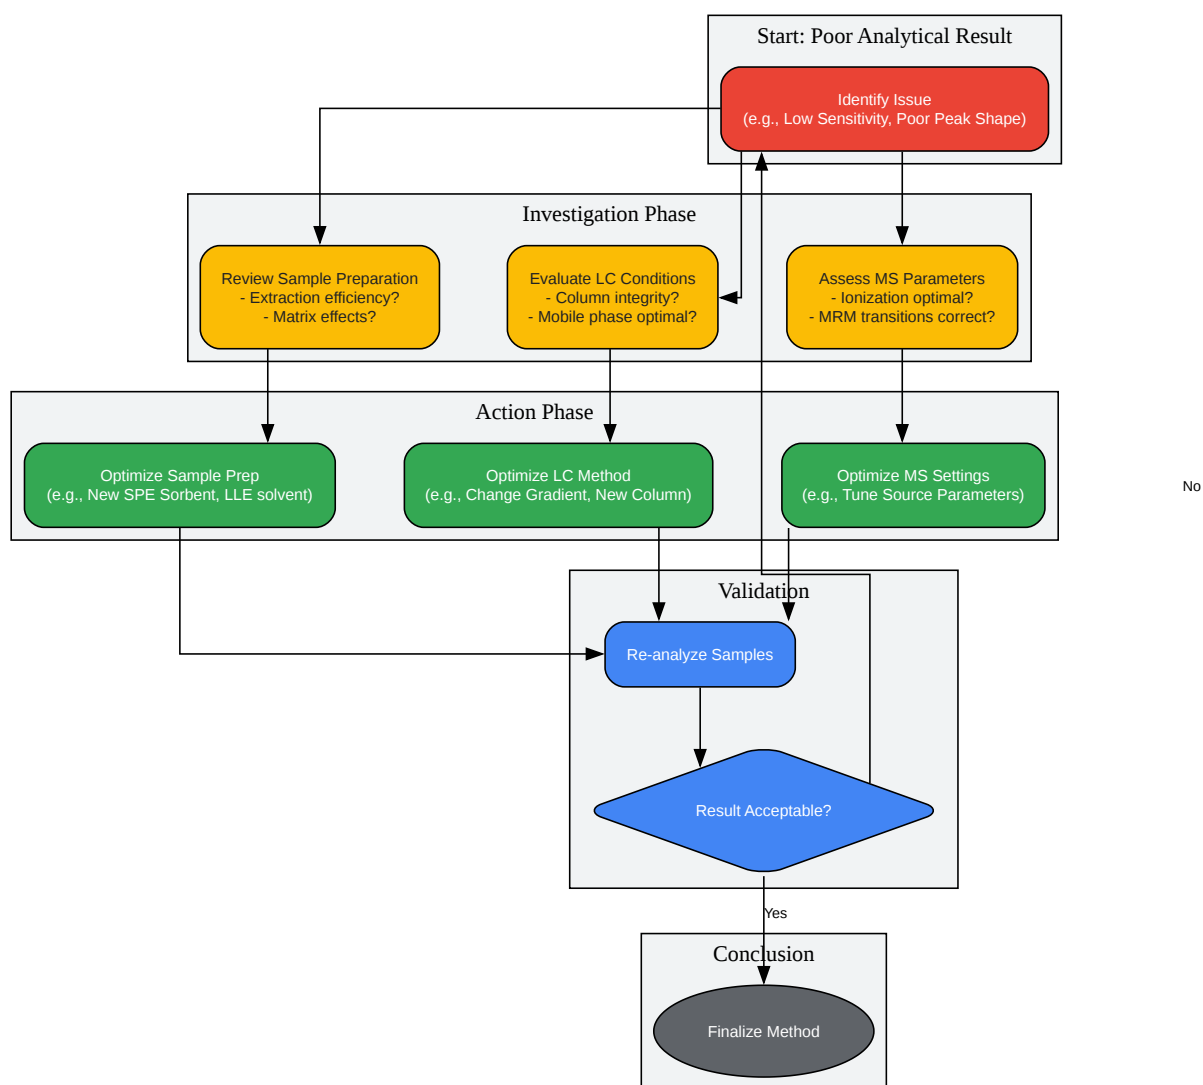 Start: Poor Analytical Result
Identify Issue
(e.g., Low Sensitivity, Poor Peak Shape)
Investigation Phase
Review Sample Preparation
- Extraction efficiency?
- Matrix effects?
Evaluate LC Conditions
- Column integrity?
- Mobile phase optimal?
Assess MS Parameters
- Ionization optimal?
- MRM transitions correct?
Action Phase
Optimize Sample Prep
(e.g., New SPE Sorbent, LLE solvent)
Optimize LC Method
(e.g., Change Gradient, New Column)
Optimize MS Settings
(e.g., Tune Source Parameters)
No
Validation
Re-analyze Samples
Result Acceptable?
Yes
Conclusion
Finalize Method